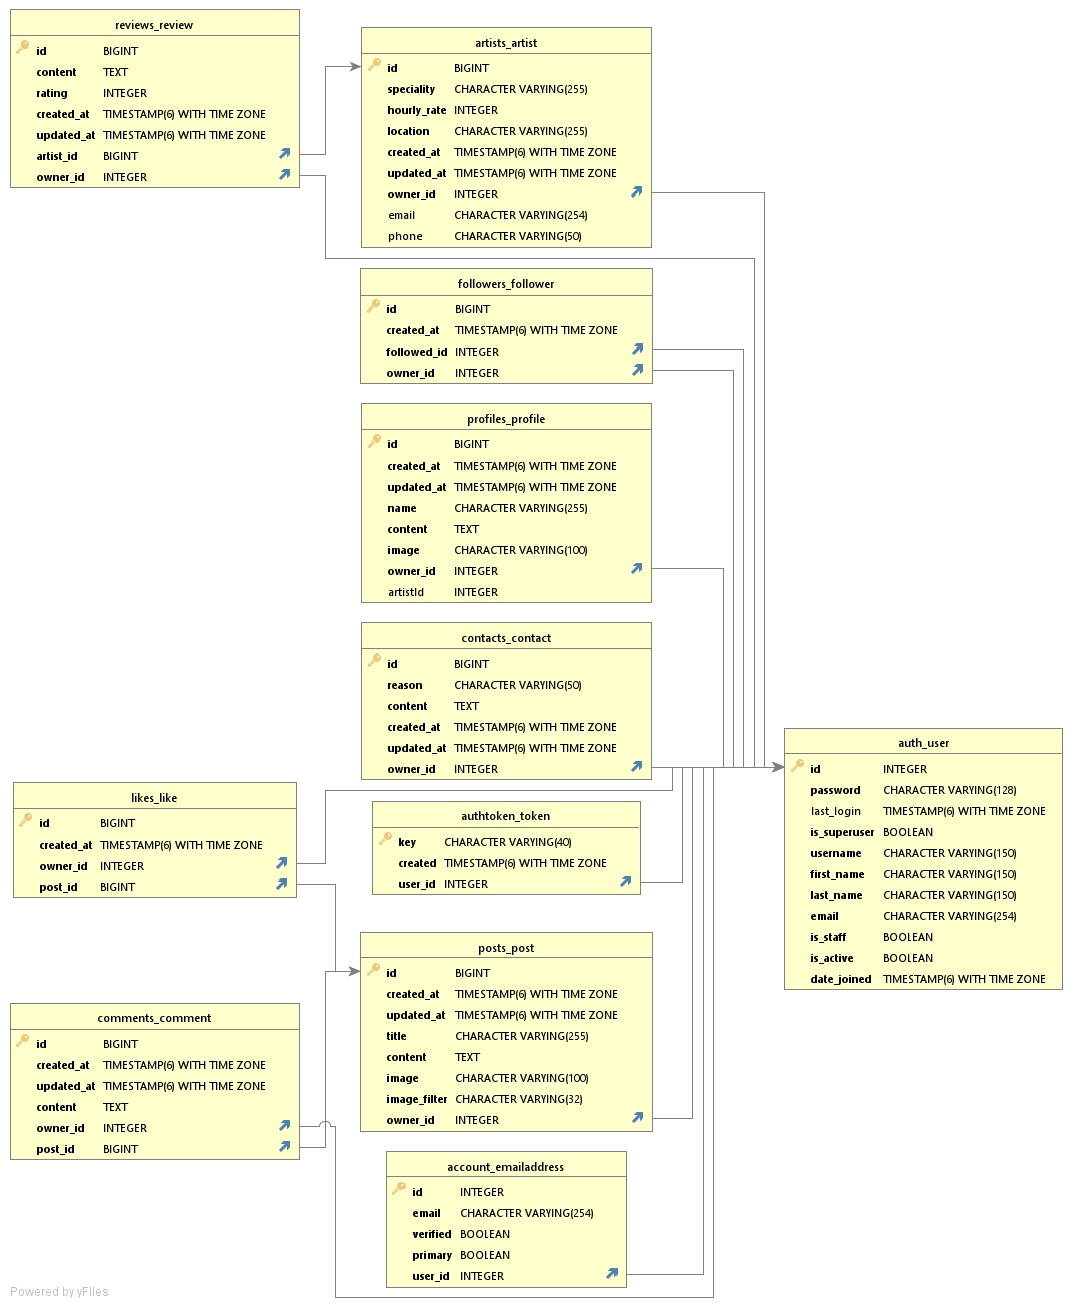 reviews_review
id BIGINT
content TEXT
rating INTEGER
created_at TIMESTAMP(6) WITH TIME ZONE
updated_at TIMESTAMP(6) WITH TIME ZONE
artist_id BIGINT
owner_id INTEGER
artists_artist
id BIGINT
speciality CHARACTER VARYING(255)
hourly_rate INTEGER
location CHARACTER VARYING(255)
created_at TIMESTAMP(6) WITH TIME ZONE
updated_at TIMESTAMP(6) WITH TIME ZONE
owner_id INTEGER
email CHARACTER VARYING(254)
phone CHARACTER VARYING(50)
followers_follower
id BIGINT
created_at TIMESTAMP(6) WITH TIME ZONE
followed_id INTEGER
owner_id INTEGER
profiles_profile
id BIGINT
created_at TIMESTAMP(6) WITH TIME ZONE
updated_at TIMESTAMP(6) WITH TIME ZONE
name CHARACTER VARYING(255)
content TEXT
image CHARACTER VARYING(100)
owner_id INTEGER
artistId INTEGER
contacts_contact
id BIGINT
reason CHARACTER VARYING(50)
content TEXT
created_at TIMESTAMP(6) WITH TIME ZONE
updated_at TIMESTAMP(6) WITH TIME ZONE
owner_id INTEGER
auth_user
id INTEGER
password CHARACTER VARYING(128)
last_login TIMESTAMP(6) WITH TIME ZONE
is_superuser BOOLEAN
username CHARACTER VARYING(150)
first_name CHARACTER VARYING(150)
last_name CHARACTER VARYING(150)
email CHARACTER VARYING(254)
is_staff BOOLEAN
is_active BOOLEAN
date_joined TIMESTAMP(6) WITH TIME ZONE
likes_like
id BIGINT
created_at TIMESTAMP(6) WITH TIME ZONE
owner_id INTEGER
post_id BIGINT
authtoken_token
key CHARACTER VARYING(40)
created TIMESTAMP(6) WITH TIME ZONE
user_id INTEGER
posts_post
id BIGINT
created_at TIMESTAMP(6) WITH TIME ZONE
updated_at TIMESTAMP(6) WITH TIME ZONE
title CHARACTER VARYING(255)
content TEXT
image CHARACTER VARYING(100)
image_filter CHARACTER VARYING(32)
owner_id INTEGER
comments_comment
id BIGINT
created_at TIMESTAMP(6) WITH TIME ZONE
updated_at TIMESTAMP(6) WITH TIME ZONE
content TEXT
owner_id INTEGER
post_id BIGINT
account_emailaddress
id INTEGER
email CHARACTER VARYING(254)
verified BOOLEAN
primary BOOLEAN
user_id INTEGER
Powered by yFiles